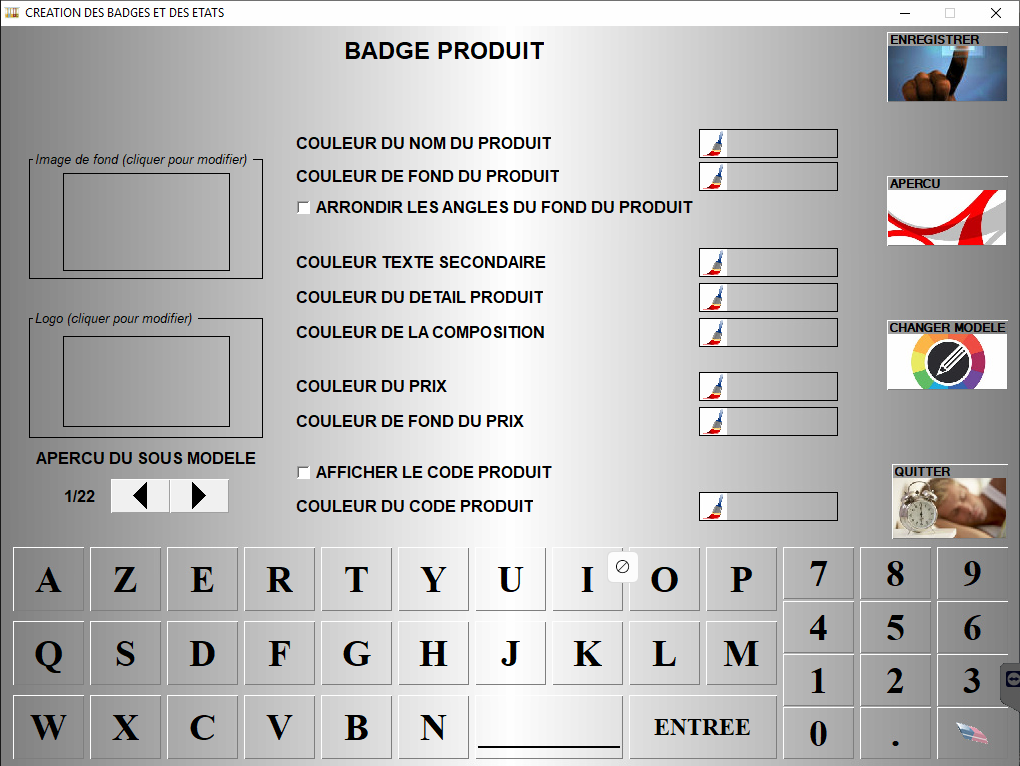 CREATION DES BADGES ET DES ETATS
BADGE PRODUIT
ENREGISTRER
Image de fond (cliquer pour modifier)
COULEUR DU NOM DU PRODUIT
COULEUR DE FOND DU PRODUIT
ARRONDIR LES ANGLES DU FOND DU PRODUIT
APERCU
COULEUR TEXTE SECONDAIRE
COULEUR DU DETAIL PRODUIT
COULEUR DE LA COMPOSITION
Logo (cliquer pour modifier)
CHANGER MODELE
COULEUR DU PRIX
COULEUR DE FOND DU PRIX
APERCU DU SOUS MODELE
1/22
AFFICHER LE CODE PRODUIT
COULEUR DU CODE PRODUIT
QUITTER
A Z E R T Y U I O P 7 8 9
Q S D F G H J K L M 4 5 6
1 2 3
W X C V B N ENTREE 0 .